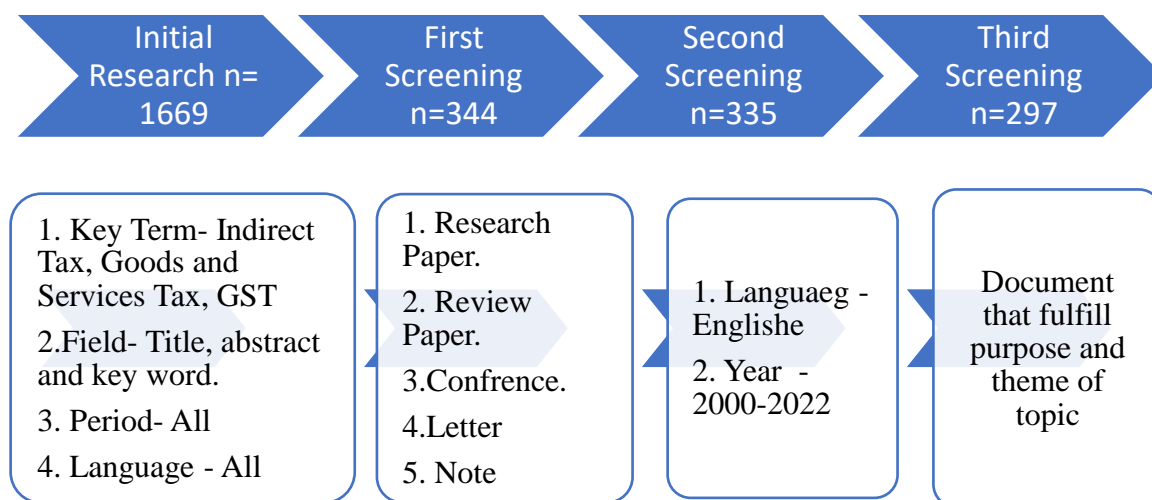 Initial
Research n=
1669
First
Screening
n=344
Second
Screening
n=335
Third
Screening
n=297
1. Key Term- Indirect
Tax, Goods and
Services Tax, GST
2.Field- Title, abstract
and key word.
3. Period- All
4. Language - All
1. Research
Paper.
2. Review
Paper.
3.Confrence.
4.Letter
5. Note
1. Languaeg -
Englishe
2. Year -
2000-2022
Document
that fulfill
purpose and
theme of
topic